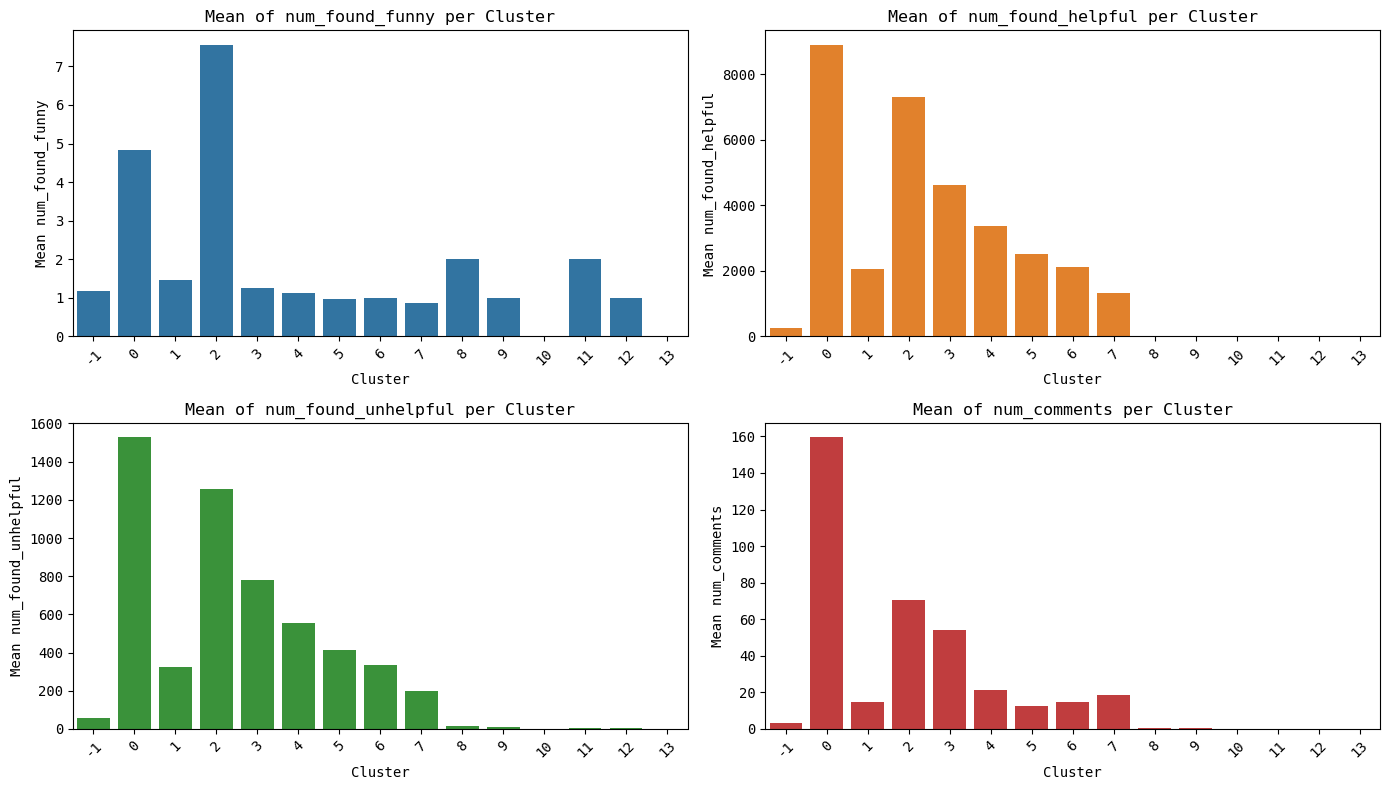 Mean of num_found_funny per Cluster
Mean num_found_funny
7
6
5
4
3
2
1
0
-1 0 1 2 3 4 5 6 7 8 9 10 11 12 13
Cluster
Mean of num_found_helpful per Cluster
Mean num_found_helpful
8000
6000
4000
2000
0
-1 0 1 2 3 4 5 6 7 8 9 10 11 12 13
Cluster
Mean of num_found_unhelpful per Cluster
Mean num_found_unhelpful
1600
1400
1200
1000
800
600
400
200
0
-1 0 1 2 3 4 5 6 7 8 9 10 11 12 13
Cluster
Mean of num_comments per Cluster
Mean num_comments
160
140
120
100
80
60
40
20
0
-1 0 1 2 3 4 5 6 7 8 9 10 11 12 13
Cluster